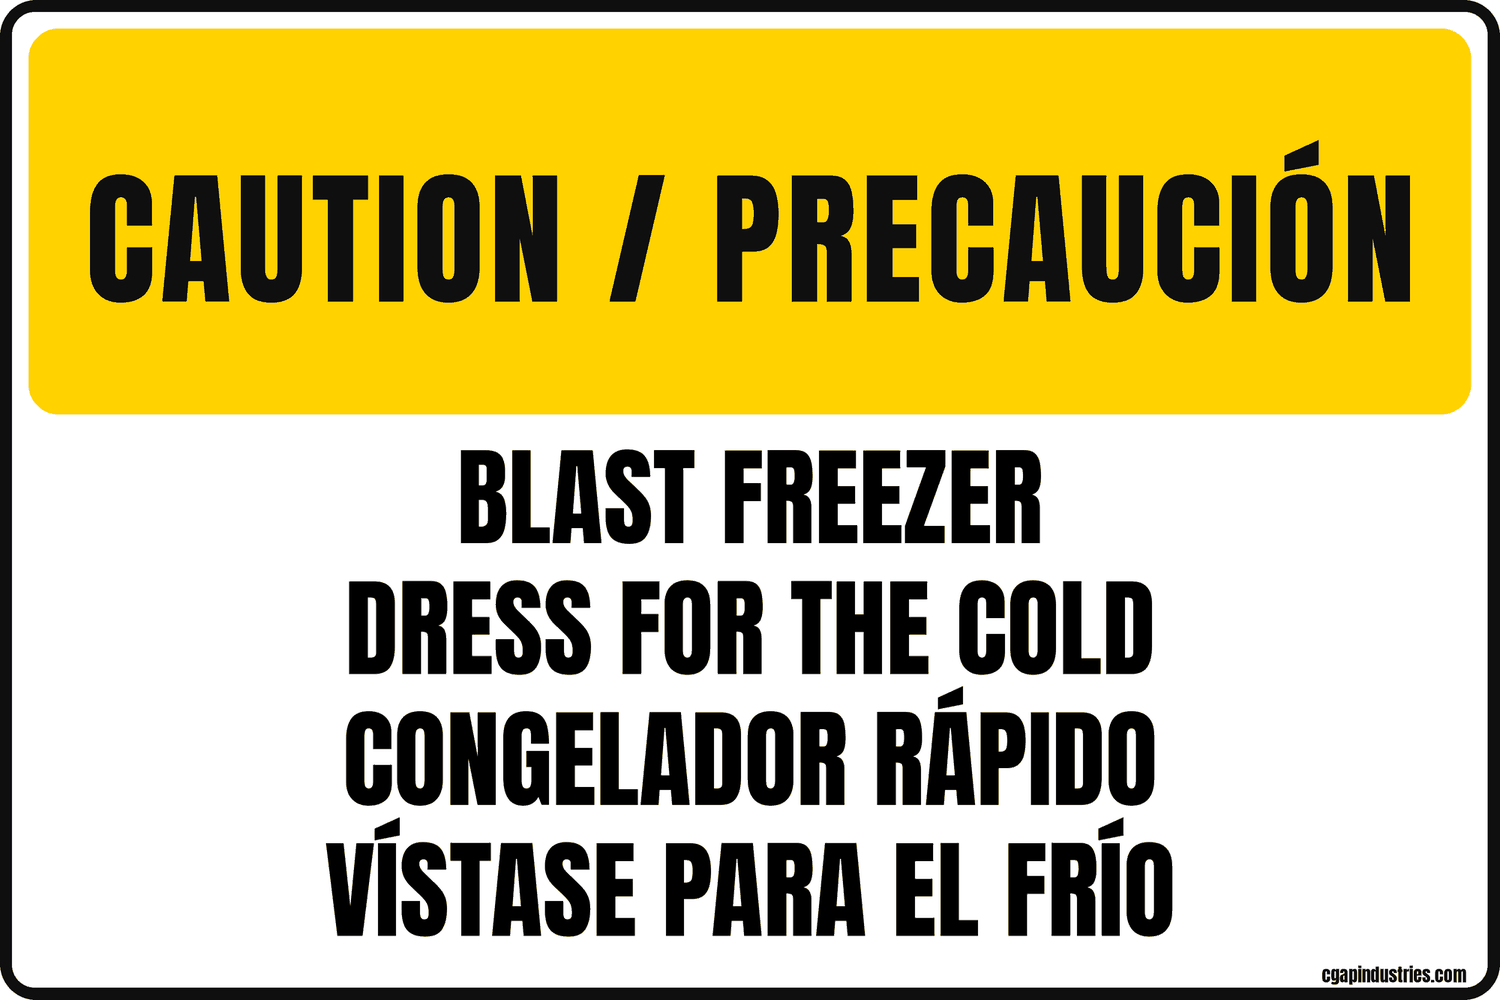 CAUTION / PRECAUCIÓN
BLAST FREEZER
DRESS FOR THE COLD
CONGELADOR RÁPIDO
VÍSTASE PARA EL FRÍO
cgapindustries.com